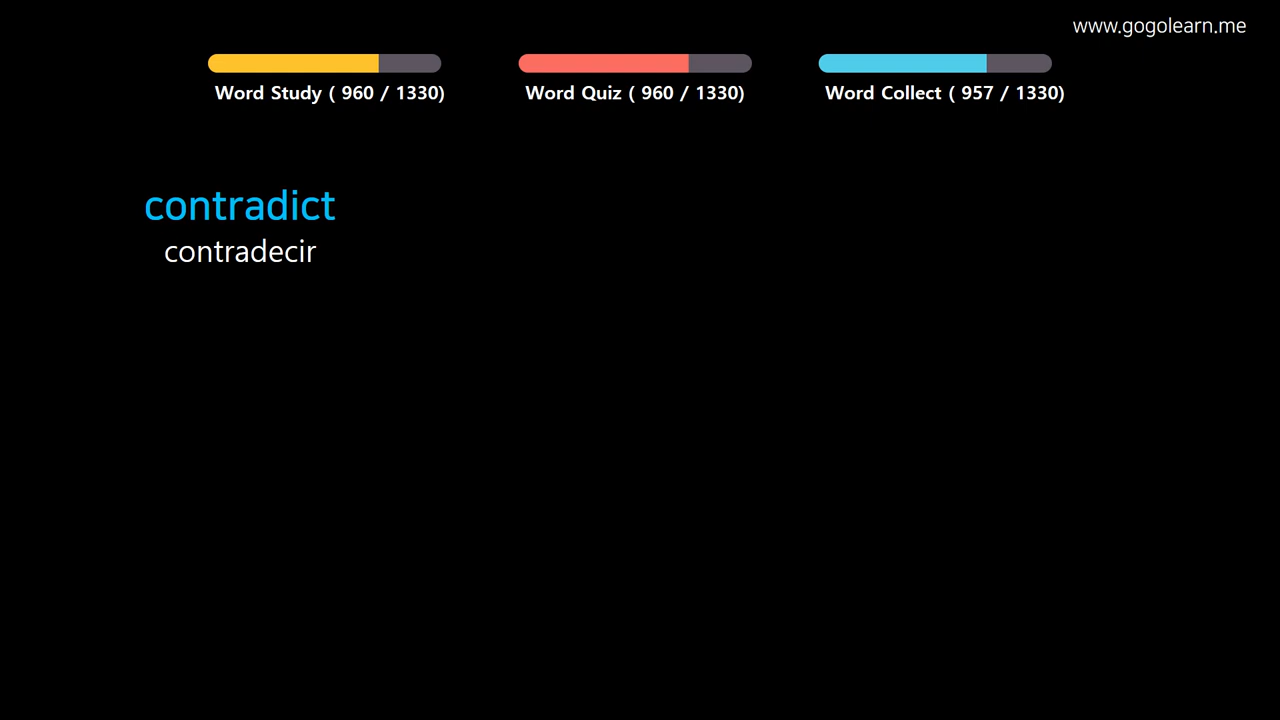 www.gogolearn.me
Word Study ( 960 / 1330)
Word Quiz ( 960 / 1330)
Word Collect ( 957 / 1330)
contradict
contradecir